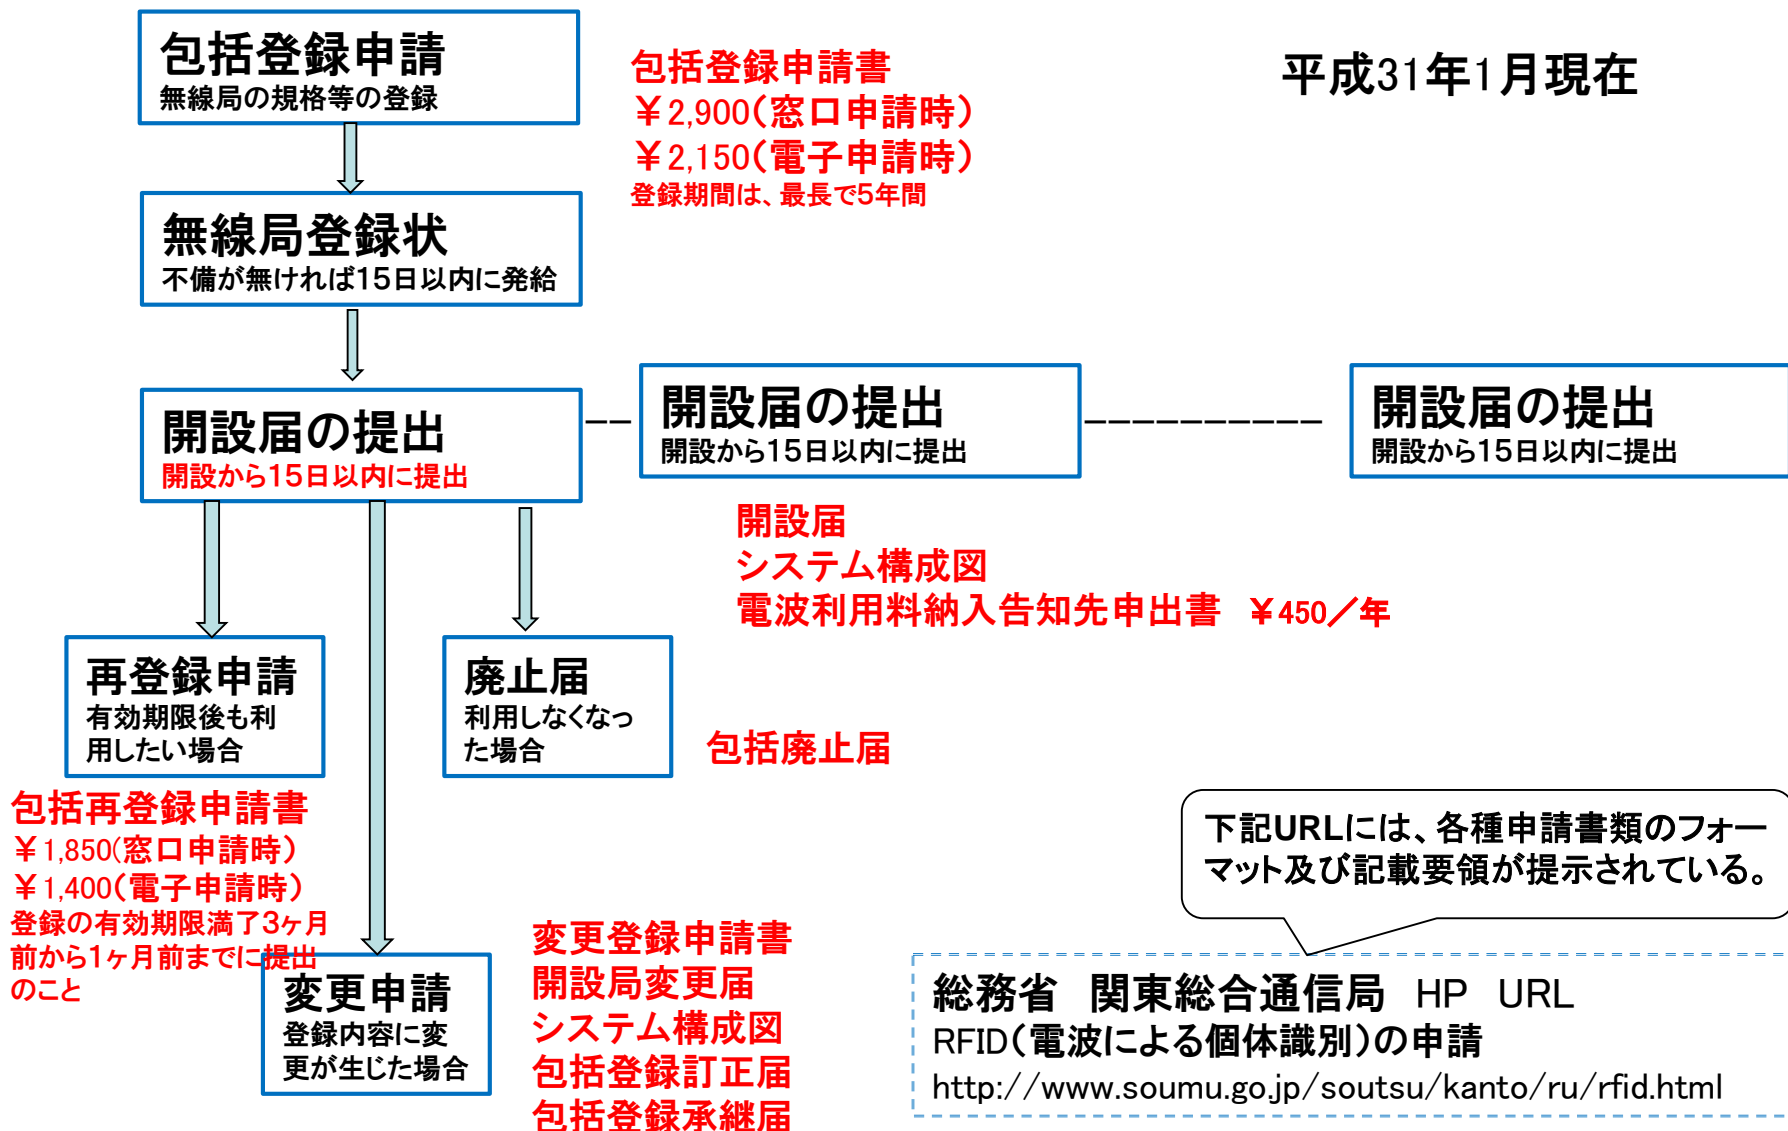 包括登録申請
無線局の規格等の登録
包括登録申請書
￥2,900（窓口申請時）
￥2,150（電子申請時）
登録期間は、最長で5年間
平成31年1月現在
無線局登録状
不備が無ければ15日以内に発給
開設届の提出
開設から15日以内に提出
開設届の提出
開設から15日以内に提出
開設届の提出
開設から15日以内に提出
開設届
システム構成図
電波利用料納入告知先申出書　￥450／年
再登録申請
有効期限後も利
用したい場合
廃止届
利用しなくなっ
た場合
包括廃止届
包括再登録申請書
￥1,850(窓口申請時）
￥1,400（電子申請時）
登録の有効期限満了3ヶ月
前から1ヶ月前までに提出
のこと
変更申請
登録内容に変
更が生じた場合
変更登録申請書
開設局変更届
システム構成図
包括登録訂正届
包括登録承継届
下記URLには、各種申請書類のフォー
マット及び記載要領が提示されている。
総務省　関東総合通信局　HP　URL
RFID（電波による個体識別）の申請
http://www.soumu.go.jp/soutsu/kanto/ru/rfid.html